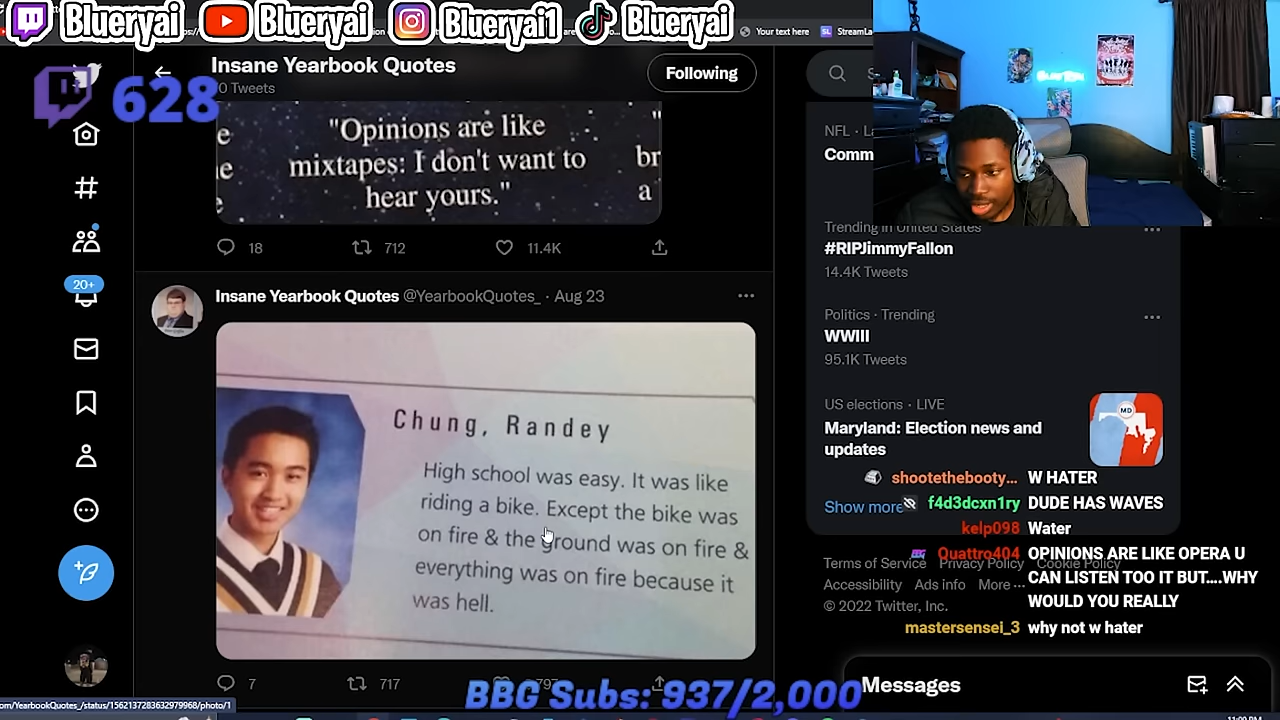 Blueryai
Blueryai
Blueryai1
Blueryai
Your text here
StreamLa
628
Insane Yearbook Quotes
0 Tweets
Following
"Opinions are like
mixtapes: I don't want to
hear yours."
e
e
"
br
a
18
712
11.4K
Insane Yearbook Quotes @YearbookQuotes_ · Aug 23
Chung, Randey
High school was easy. It was like
riding a bike. Except the bike was
on fire & the ground was on fire &
everything was on fire because it
was hell.
7
717
20+
NFL
Comm
Trending in United States
#RIPJimmyFallon
14.4K Tweets
Politics · Trending
WWIII
95.1K Tweets
US elections · LIVE
Maryland: Election news and
updates
MD
Show more
shootethebooty... W HATER
f4d3dcxn1ry DUDE HAS WAVES
kelp098 Water
Quattro404 OPINIONS ARE LIKE OPERA U
CAN LISTEN TOO IT BUT....WHY
WOULD YOU REALLY
mastersensei_3 why not w hater
Terms of Service Privacy Policy Cookie Policy
Accessibility Ads info More ···
© 2022 Twitter, Inc.
Messages
BBG Subs: 937/2,000
om/YearbookQuotes_/status/1562137283632979968/photo/1
11:09 PM